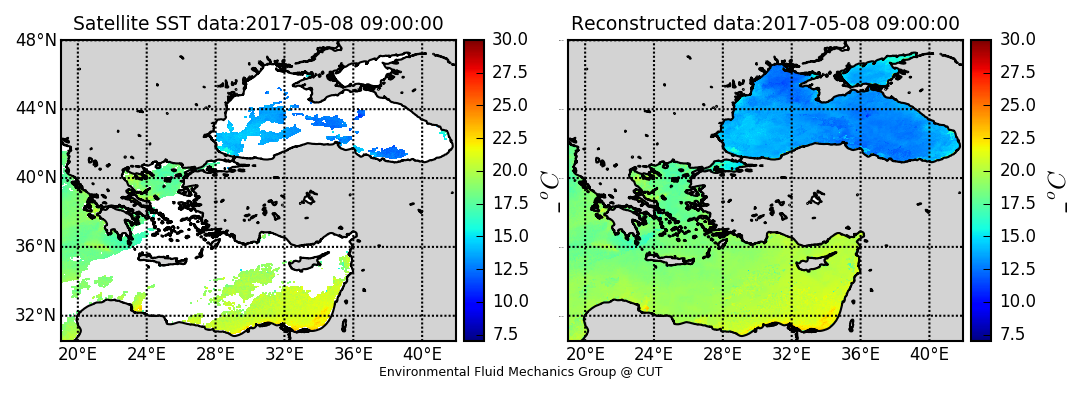 Satellite SST data:2017-05-08 09:00:00
48°N
44°N
40°N
36°N
32°N
20°E 24°E 28°E 32°E 36°E 40°E
30.0
27.5
25.0
22.5
20.0
17.5
15.0
12.5
10.0
7.5
_ °C
Reconstructed data:2017-05-08 09:00:00
20°E 24°E 28°E 32°E 36°E 40°E
30.0
27.5
25.0
22.5
20.0
17.5
15.0
12.5
10.0
7.5
_ °C
Environmental Fluid Mechanics Group @ CUT